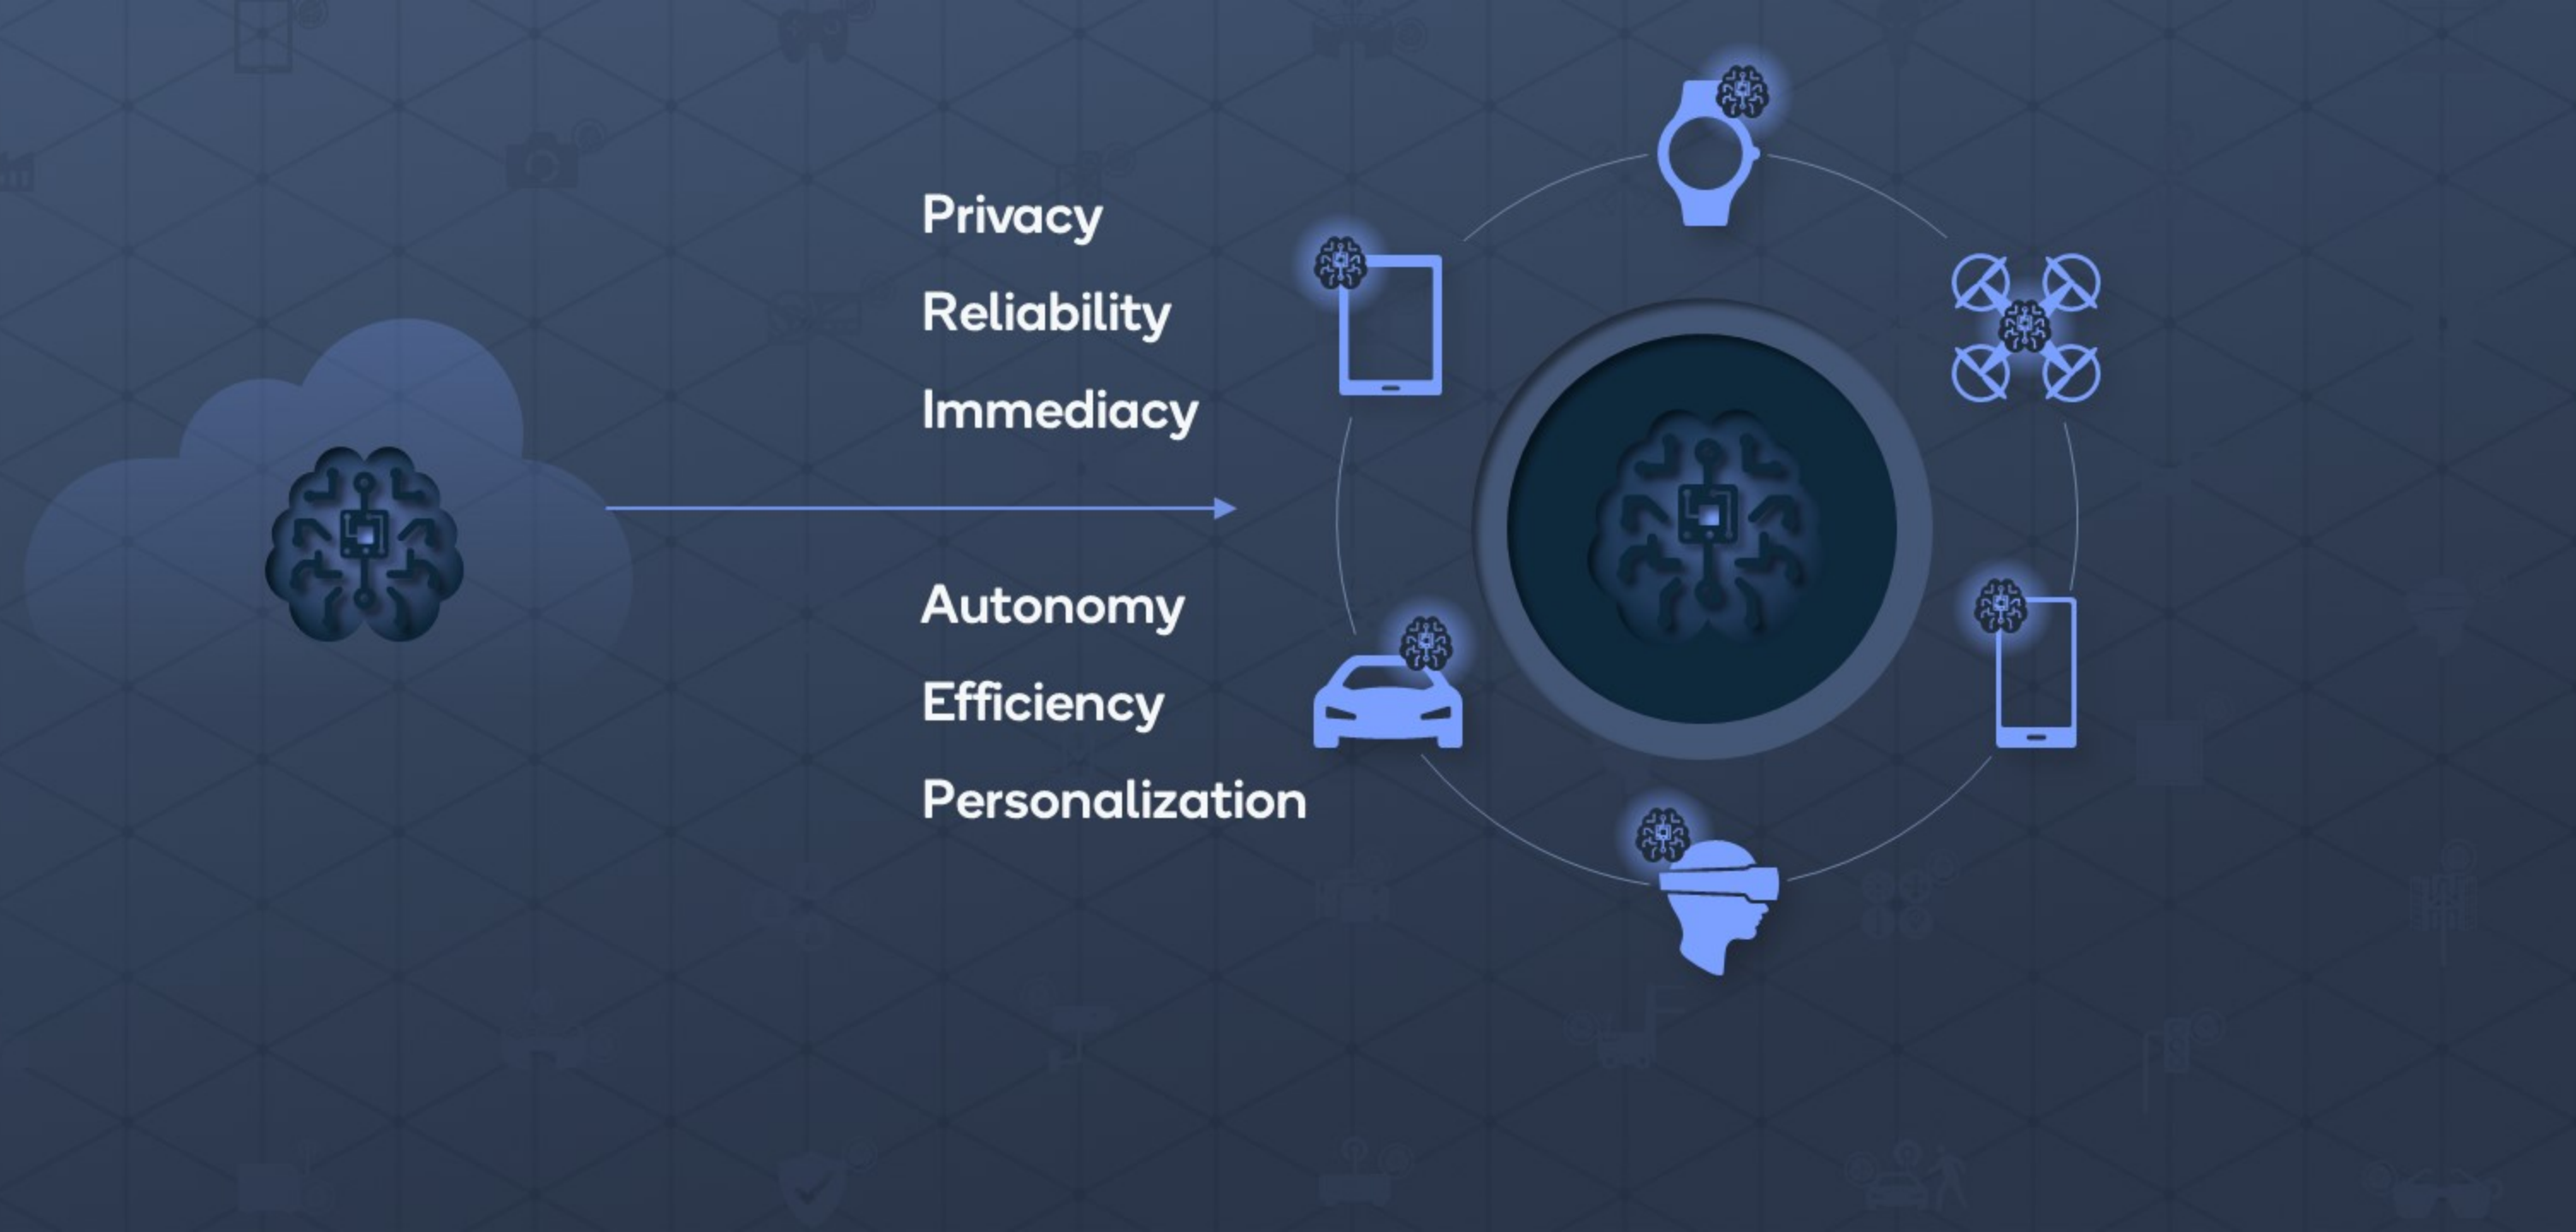 Privacy
Reliability
Immediacy
Autonomy
Efficiency
Personalization